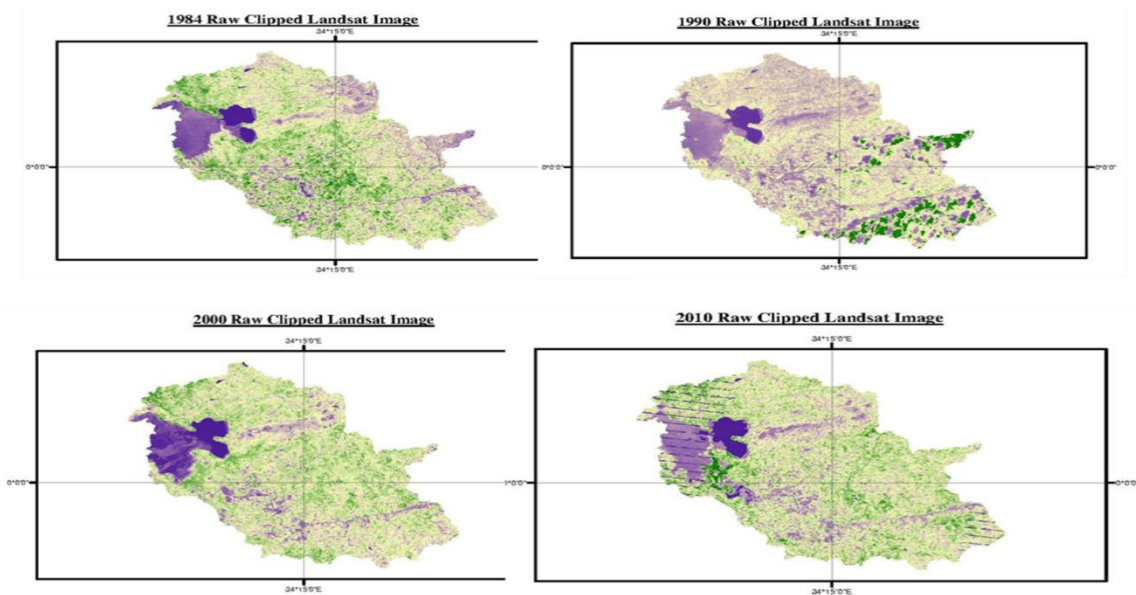 1984 Raw Clipped Landsat Image
34°15'0"E
0°0'0"
34°15'0"E
1990 Raw Clipped Landsat Image
34°15'0"E
0°0'0"
0°0'0"
34°15'0"E
2000 Raw Clipped Landsat Image
34°15'0"E
0°0'0"
34°15'0"E
2010 Raw Clipped Landsat Image
34°15'0"E
0°0'0"
34°15'0"E